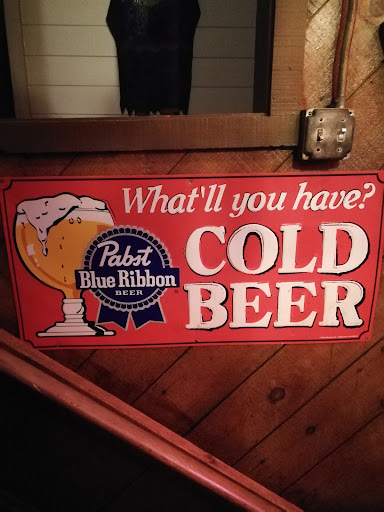 What'll you have?
COLD
BEER
Pabst
Blue Ribbon
BEER